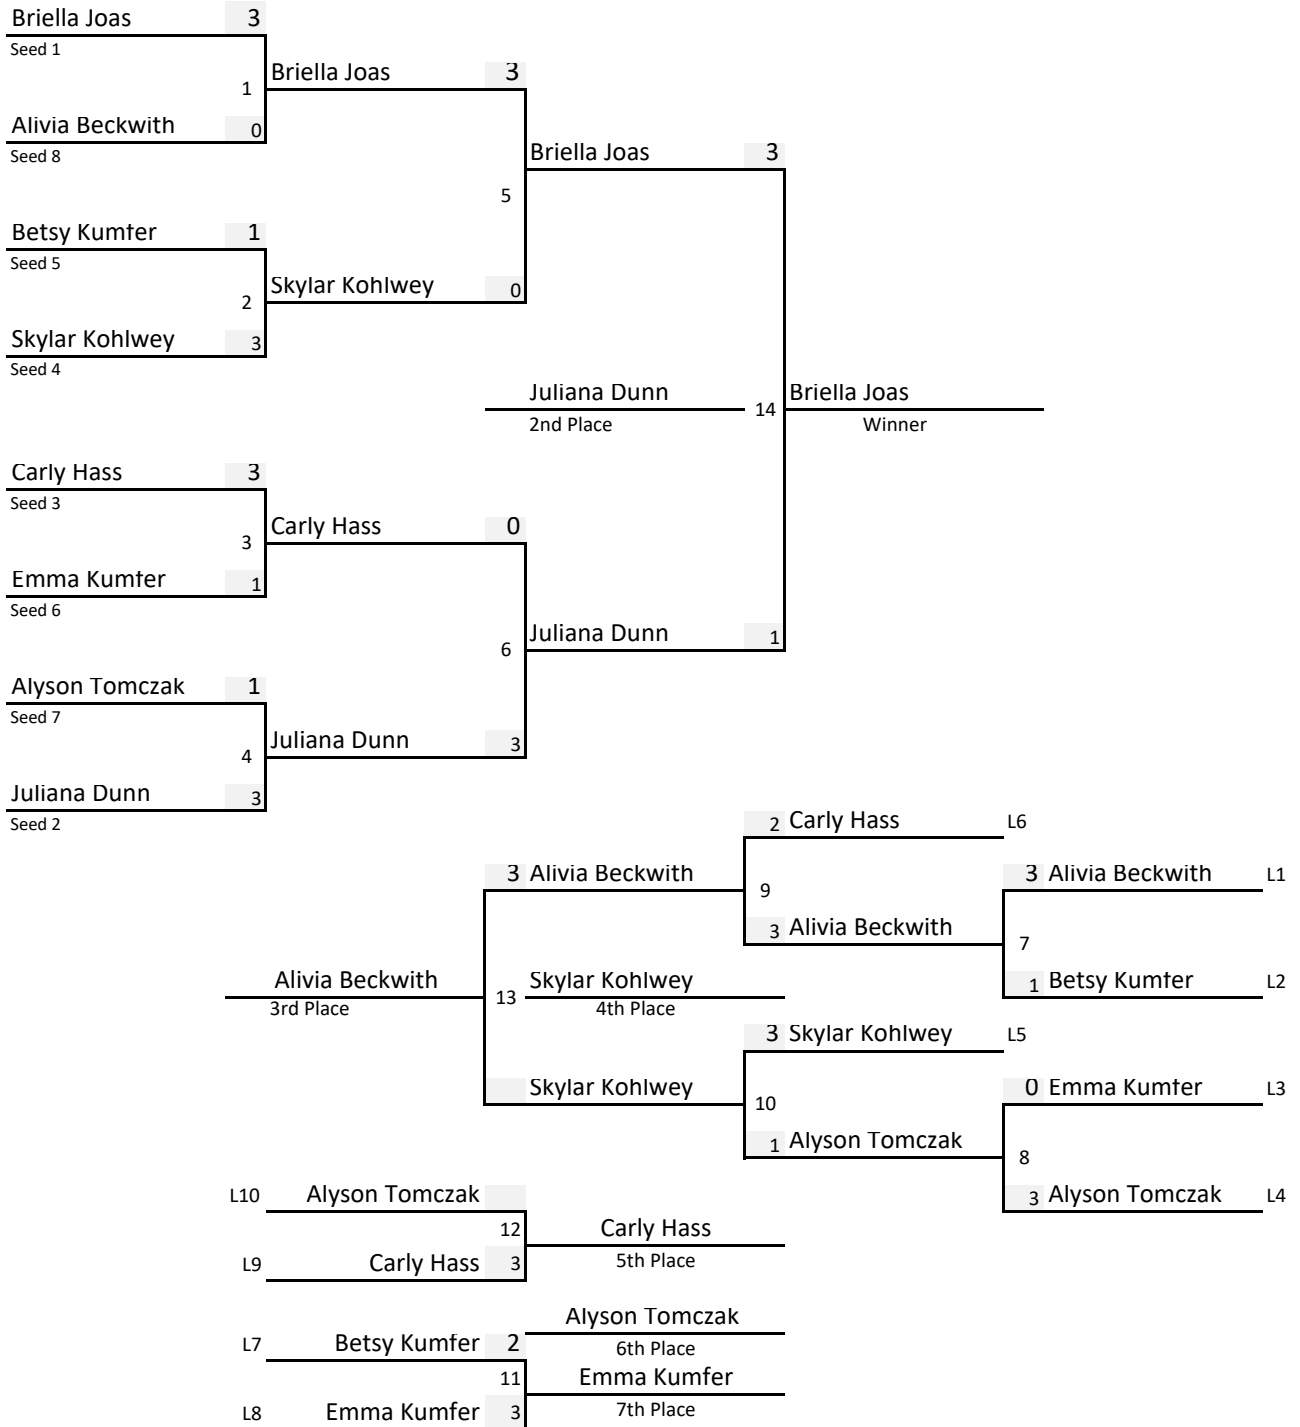 Briella Joas 3
Seed 1
Briella Joas 3
1
Alivia Beckwith 0
Seed 8
Briella Joas 3
5
Betsy Kumfer 1
Seed 5
Skylar Kohlwey 0
2
Skylar Kohlwey 3
Seed 4
Juliana Dunn 14 Briella Joas
2nd Place Winner
Carly Hass 3
Seed 3
Carly Hass 0
3
Emma Kumfer 1
Seed 6
Juliana Dunn 1
6
Alyson Tomczak 1
Seed 7
Juliana Dunn 3
4
Juliana Dunn 3
Seed 2
2 Carly Hass L6
3 Alivia Beckwith 3 Alivia Beckwith L1
9
3 Alivia Beckwith
7
Alivia Beckwith 13 Skylar Kohlwey 1 Betsy Kumfer L2
3rd Place 4th Place
3 Skylar Kohlwey L5
Skylar Kohlwey 0 Emma Kumfer L3
10
1 Alyson Tomczak
8
L10 Alyson Tomczak 3 Alyson Tomczak L4
12 Carly Hass
L9 Carly Hass 3 5th Place
Alyson Tomczak
L7 Betsy Kumfer 2 6th Place
11 Emma Kumfer
L8 Emma Kumfer 3 7th Place